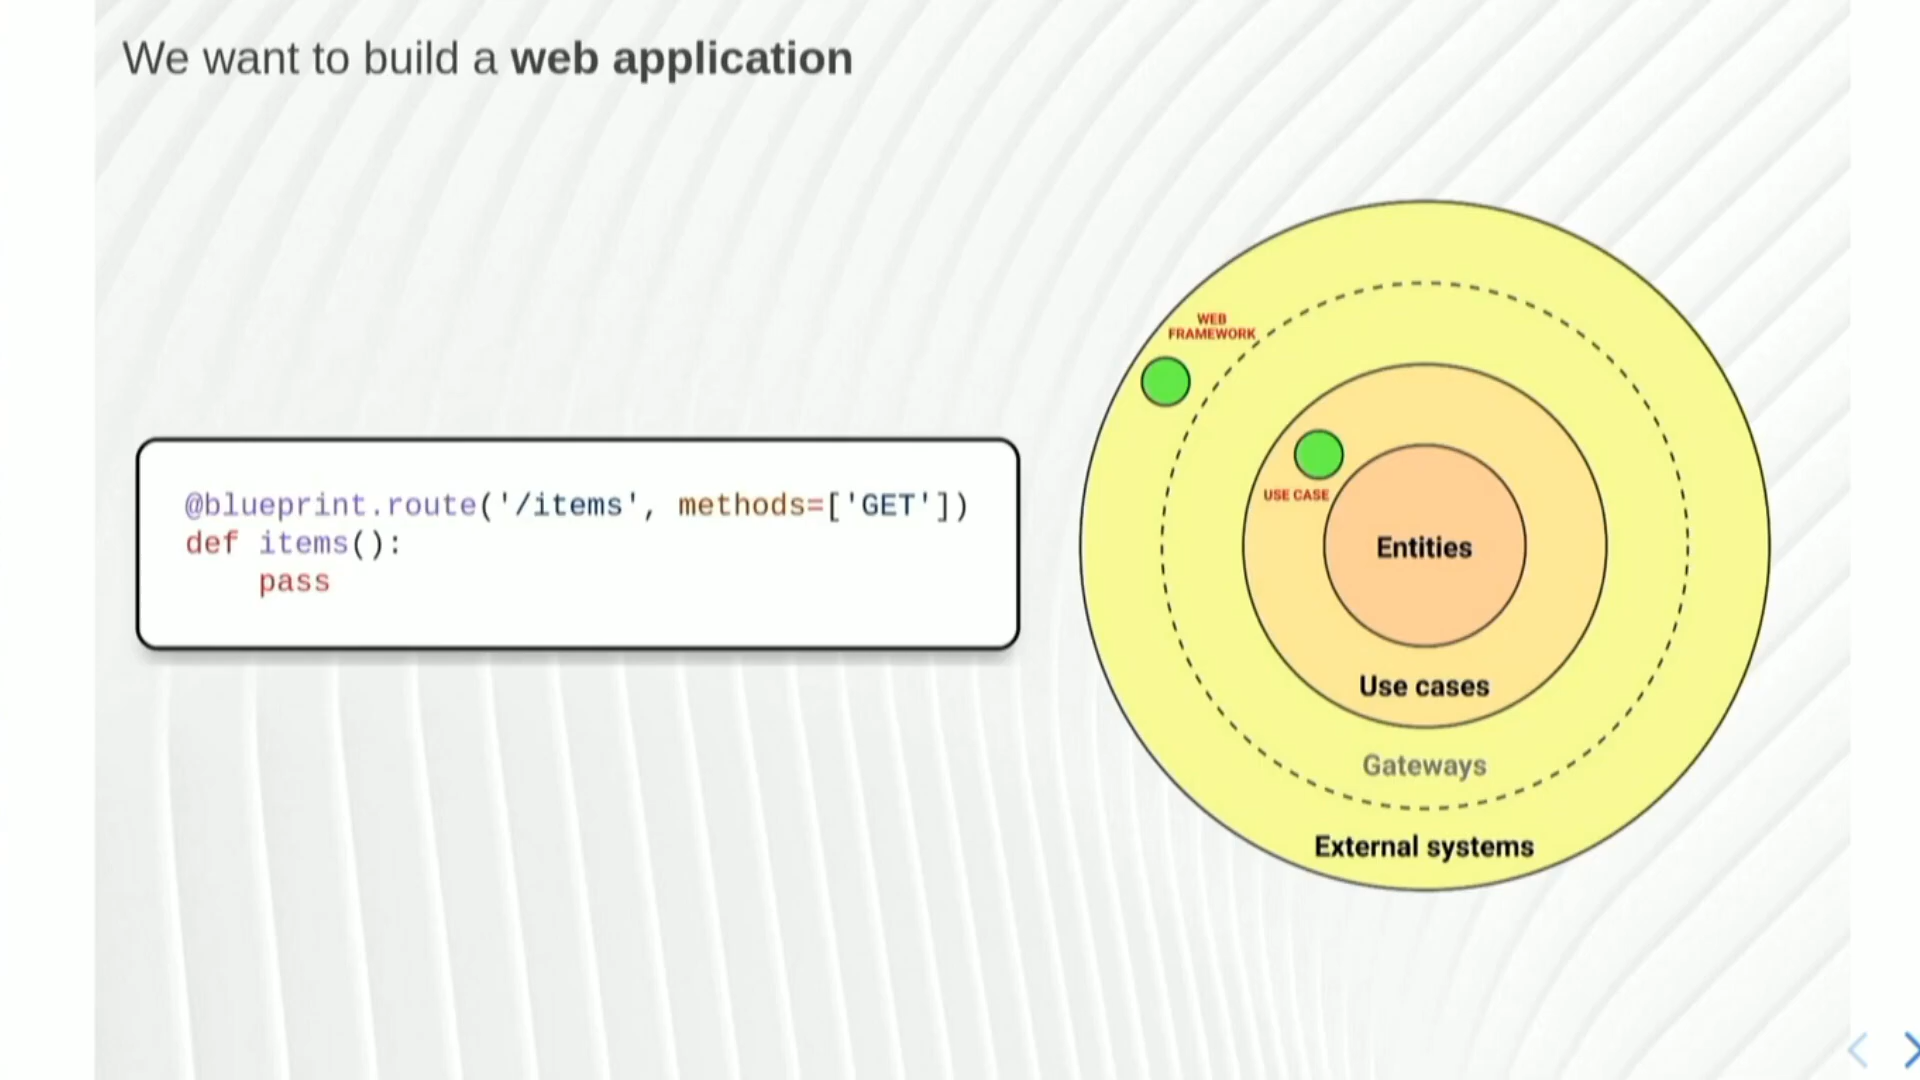 We want to build a web application
@blueprint.route('/items', methods=['GET'])
def items():
    pass
WEB
FRAMEWORK
USE CASE
Entities
Use cases
Gateways
External systems